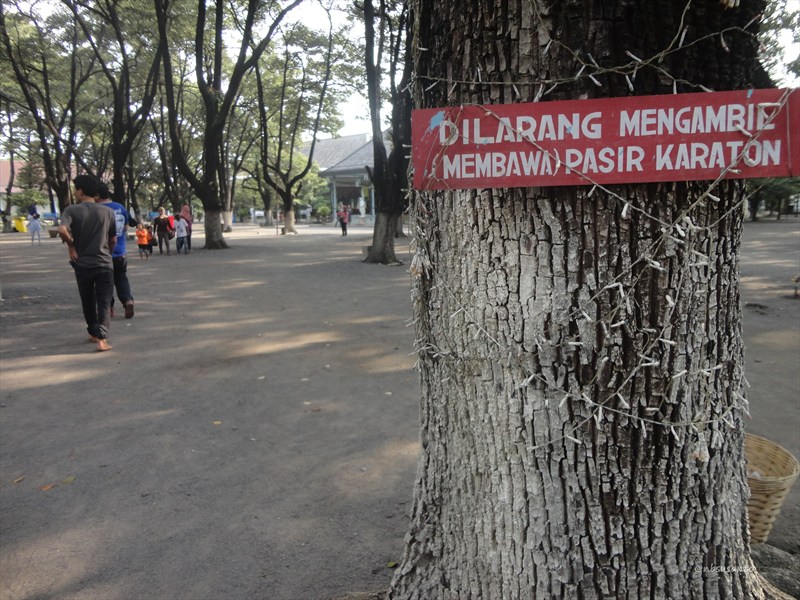 DILARANG MENGAMBIL
(MEMBAWA) PASIR KARATON